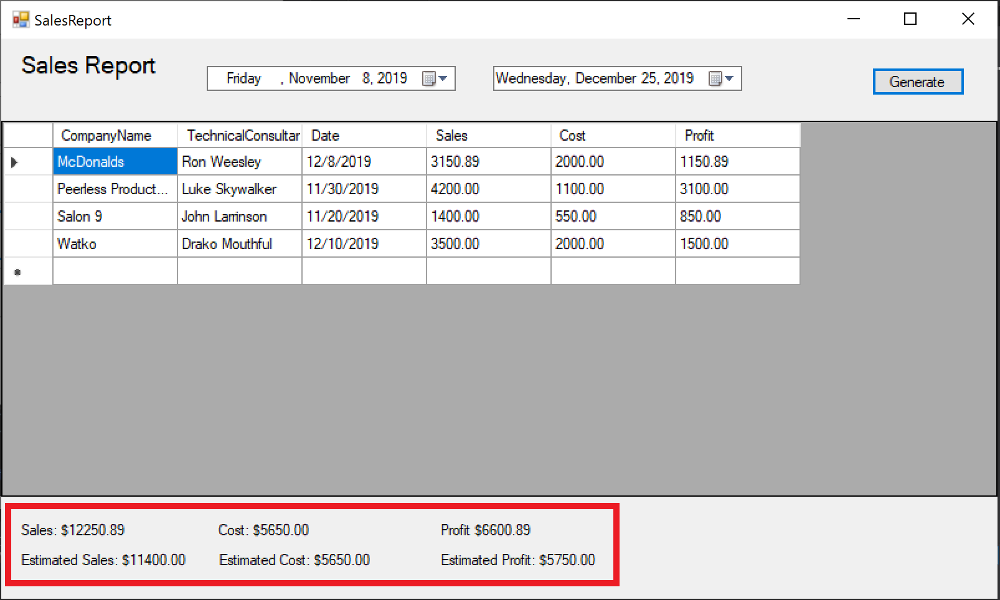 SalesReport
Sales Report
Friday , November 8, 2019
Wednesday, December 25, 2019
Generate
CompanyName TechnicalConsultar Date Sales Cost Profit
McDonalds Ron Weesley 12/8/2019 3150.89 2000.00 1150.89
Peerless Product... Luke Skywalker 11/30/2019 4200.00 1100.00 3100.00
Salon 9 John Larrinson 11/20/2019 1400.00 550.00 850.00
Watko Drako Mouthful 12/10/2019 3500.00 2000.00 1500.00
Sales: $12250.89 Cost: $5650.00 Profit $6600.89
Estimated Sales: $11400.00 Estimated Cost: $5650.00 Estimated Profit: $5750.00